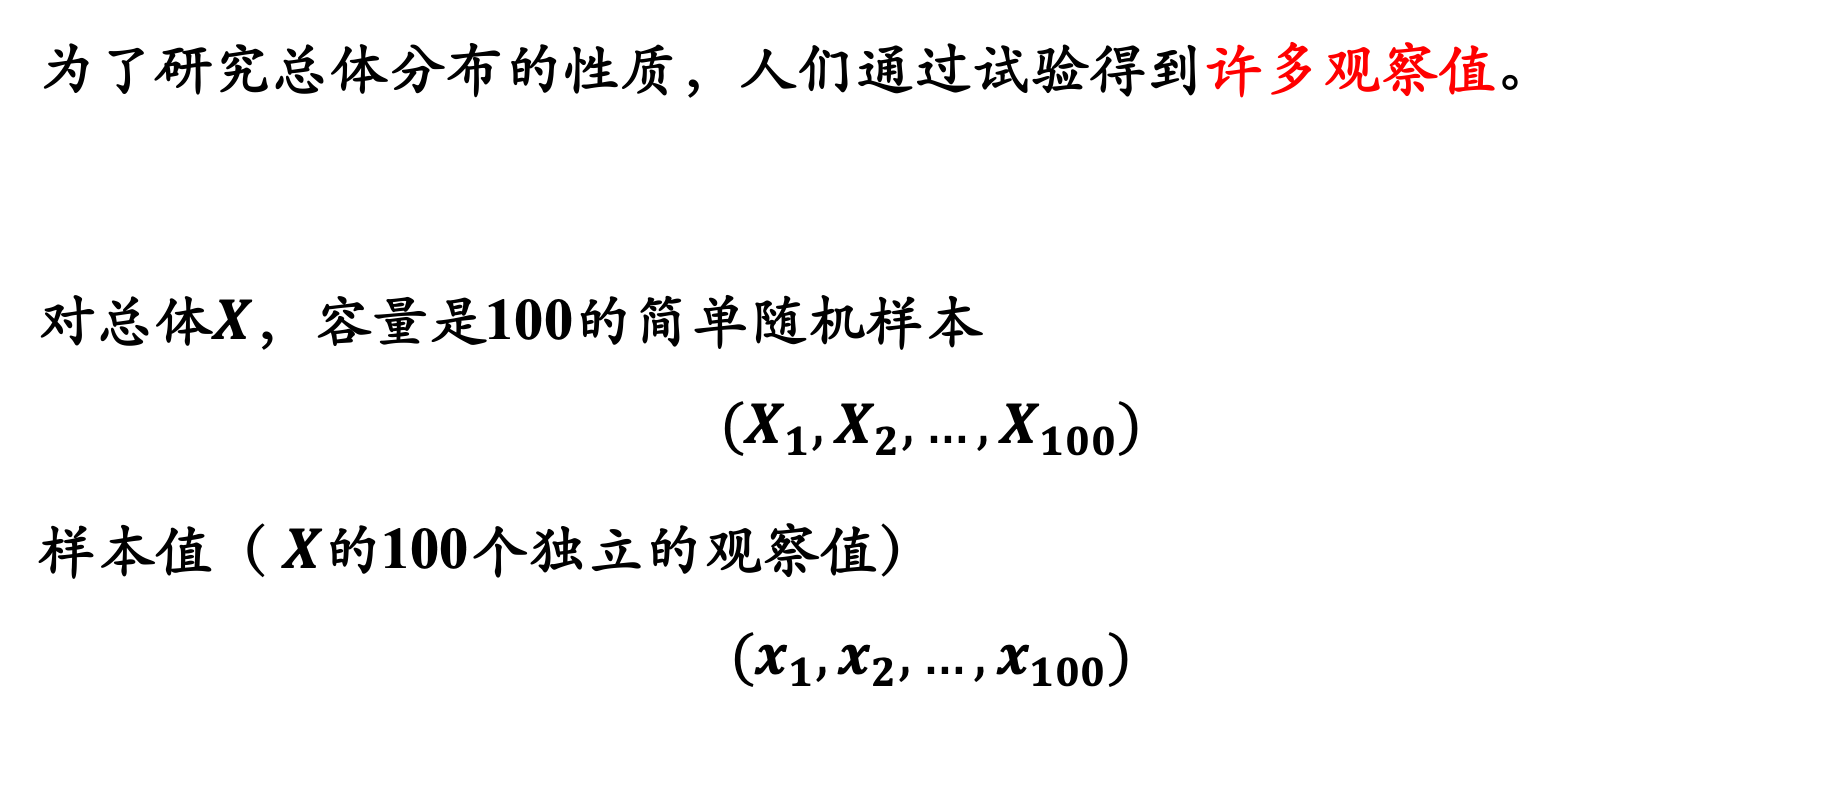 为了研究总体分布的性质，人们通过试验得到许多观察值。
对总体X，容量是100的简单随机样本
(X₁, X₂, …, X₁₀₀)
样本值（X的100个独立的观察值）
(x₁, x₂, …, x₁₀₀)